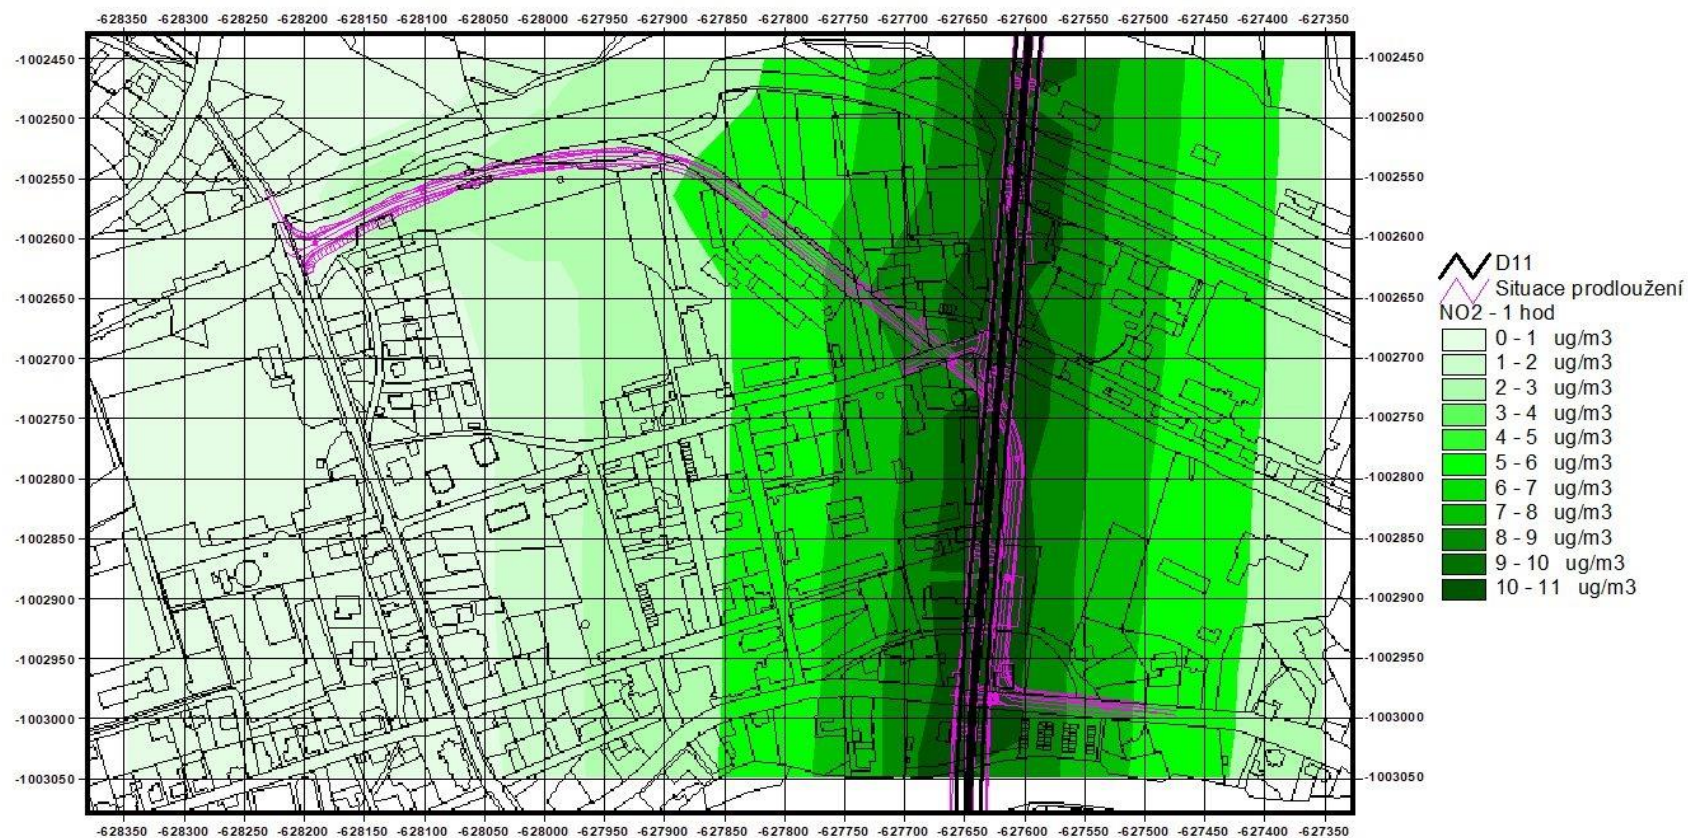 -628350 -628300 -628250 -628200 -628150 -628100 -628050 -628000 -627950 -627900 -627850 -627800 -627750 -627700 -627650 -627600 -627550 -627500 -627450 -627400 -627350
-1002450 -1002450
-1002500 -1002500
-1002550 -1002550
-1002600 -1002600
-1002650 -1002650
-1002700 -1002700
-1002750 -1002750
-1002800 -1002800
-1002850 -1002850
-1002900 -1002900
-1002950 -1002950
-1003000 -1003000
-1003050 -1003050
-628350 -628300 -628250 -628200 -628150 -628100 -628050 -628000 -627950 -627900 -627850 -627800 -627750 -627700 -627650 -627600 -627550 -627500 -627450 -627400 -627350
D11
Situace prodloužení
NO2 - 1 hod
0 - 1 ug/m3
1 - 2 ug/m3
2 - 3 ug/m3
3 - 4 ug/m3
4 - 5 ug/m3
5 - 6 ug/m3
6 - 7 ug/m3
7 - 8 ug/m3
8 - 9 ug/m3
9 - 10 ug/m3
10 - 11 ug/m3